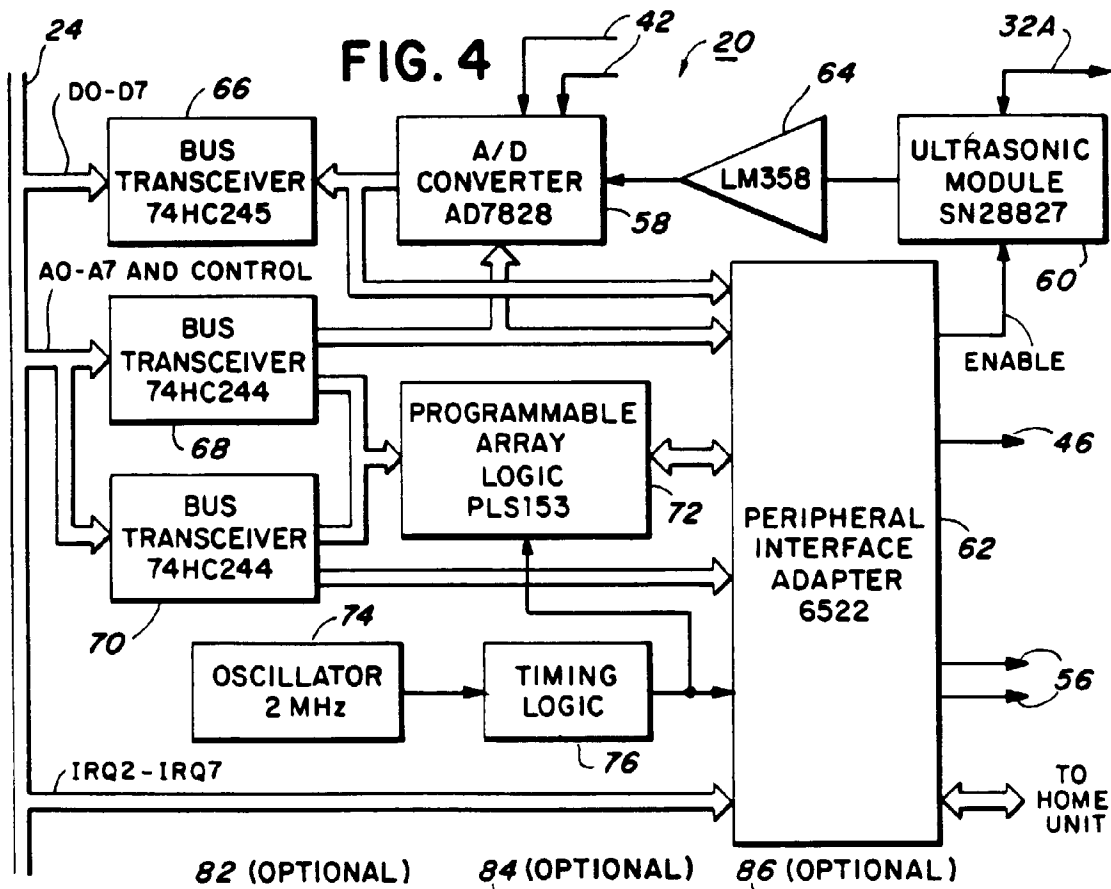 24
FIG. 4
42
20
32A
DO-D7
66
64
BUS
TRANSCEIVER
74HC245
A/D
CONVERTER
AD7828
58
LM358
ULTRASONIC
MODULE
SN28827
60
AO-A7 AND CONTROL
BUS
TRANSCEIVER
74HC244
68
ENABLE
PROGRAMMABLE
ARRAY
LOGIC
PLS153
72
46
BUS
TRANSCEIVER
74HC244
70
PERIPHERAL
INTERFACE
ADAPTER
6522
62
74
OSCILLATOR
2 MHz
TIMING
LOGIC
76
56
IRQ2-IRQ7
TO
HOME
UNIT
82 (OPTIONAL)
84 (OPTIONAL)
86 (OPTIONAL)